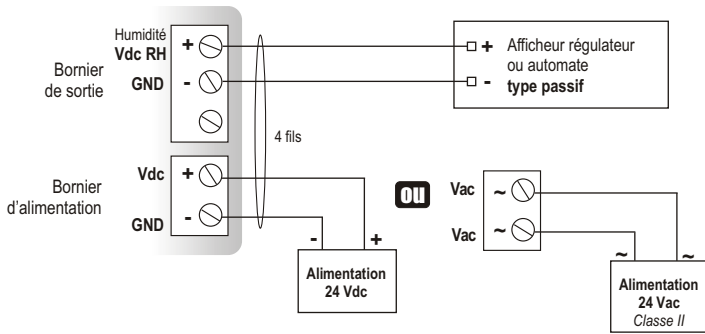 Humidité
Vdc RH
+
Bornier
de sortie
GND
-
+ Afficheur régulateur
ou automate
- type passif
4 fils
Bornier
d'alimentation
Vdc
+
GND
-
- +
Alimentation
24 Vdc
ou
Vac ~
Vac ~
~ ~
Alimentation
24 Vac
Classe II